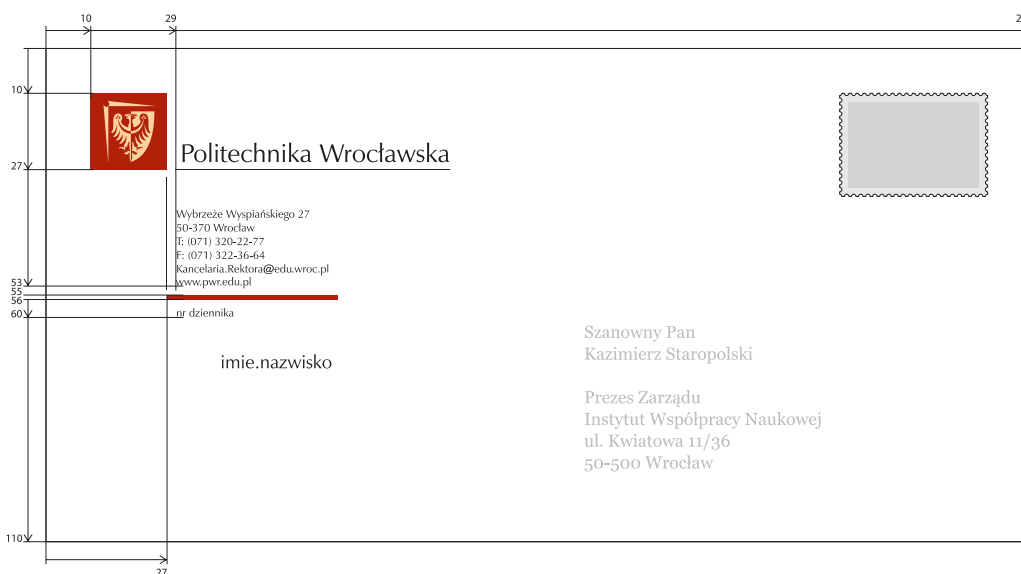 10
29
2
10
27
Politechnika Wrocławska
Wybrzeże Wyspiańskiego 27
50-370 Wrocław
T: (071) 320-22-77
F: (071) 322-36-64
Kancelaria.Rektora@edu.wroc.pl
www.pwr.edu.pl
53
55
56
60
nr dziennika
imie.nazwisko
Szanowny Pan
Kazimierz Staropolski
Prezes Zarządu
Instytut Współpracy Naukowej
ul. Kwiatowa 11/36
50-500 Wrocław
110
27